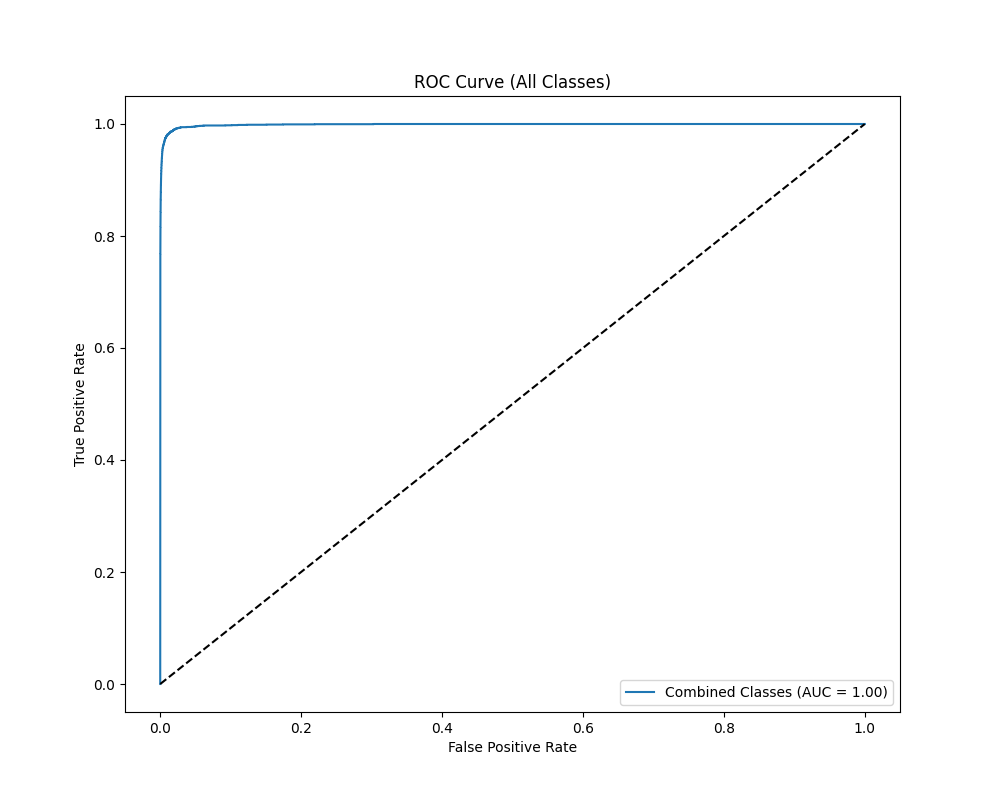 ROC Curve (All Classes)
1.0
0.8
0.6
0.4
0.2
0.0
True Positive Rate
Combined Classes (AUC = 1.00)
0.0 0.2 0.4 0.6 0.8 1.0
False Positive Rate